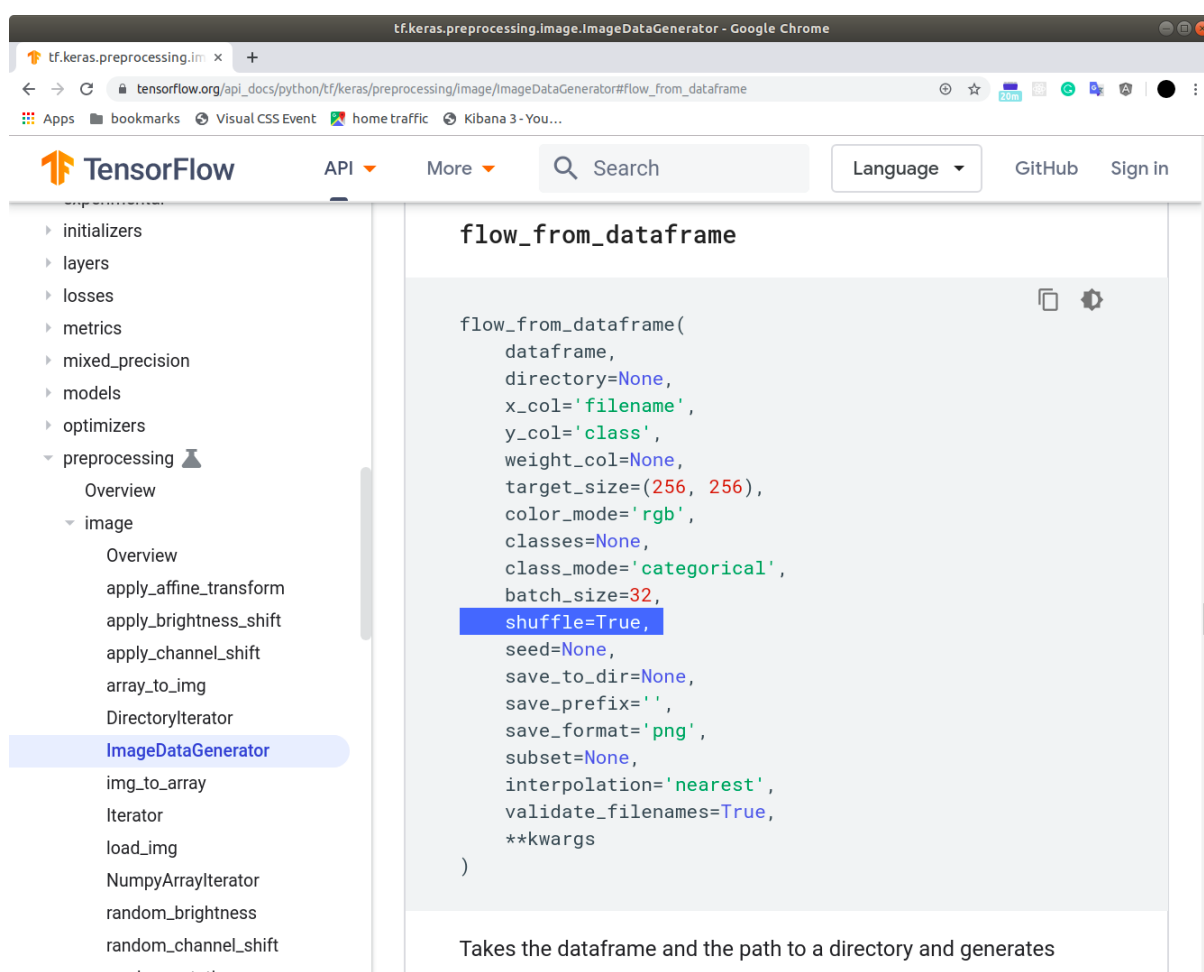 tf.keras.preprocessing.image.ImageDataGenerator - Google Chrome
tf.keras.preprocessing.im
tensorflow.org/api_docs/python/tf/keras/preprocessing/image/ImageDataGenerator#flow_from_dataframe
20m
Apps bookmarks Visual CSS Event home traffic Kibana 3 - You...
TensorFlow API More Search Language GitHub Sign in
initializers
layers
losses
metrics
mixed_precision
models
optimizers
preprocessing
Overview
image
Overview
apply_affine_transform
apply_brightness_shift
apply_channel_shift
array_to_img
DirectoryIterator
ImageDataGenerator
img_to_array
Iterator
load_img
NumpyArrayIterator
random_brightness
random_channel_shift
flow_from_dataframe
flow_from_dataframe(
    dataframe,
    directory=None,
    x_col='filename',
    y_col='class',
    weight_col=None,
    target_size=(256, 256),
    color_mode='rgb',
    classes=None,
    class_mode='categorical',
    batch_size=32,
    shuffle=True,
    seed=None,
    save_to_dir=None,
    save_prefix='',
    save_format='png',
    subset=None,
    interpolation='nearest',
    validate_filenames=True,
    **kwargs
)
Takes the dataframe and the path to a directory and generates